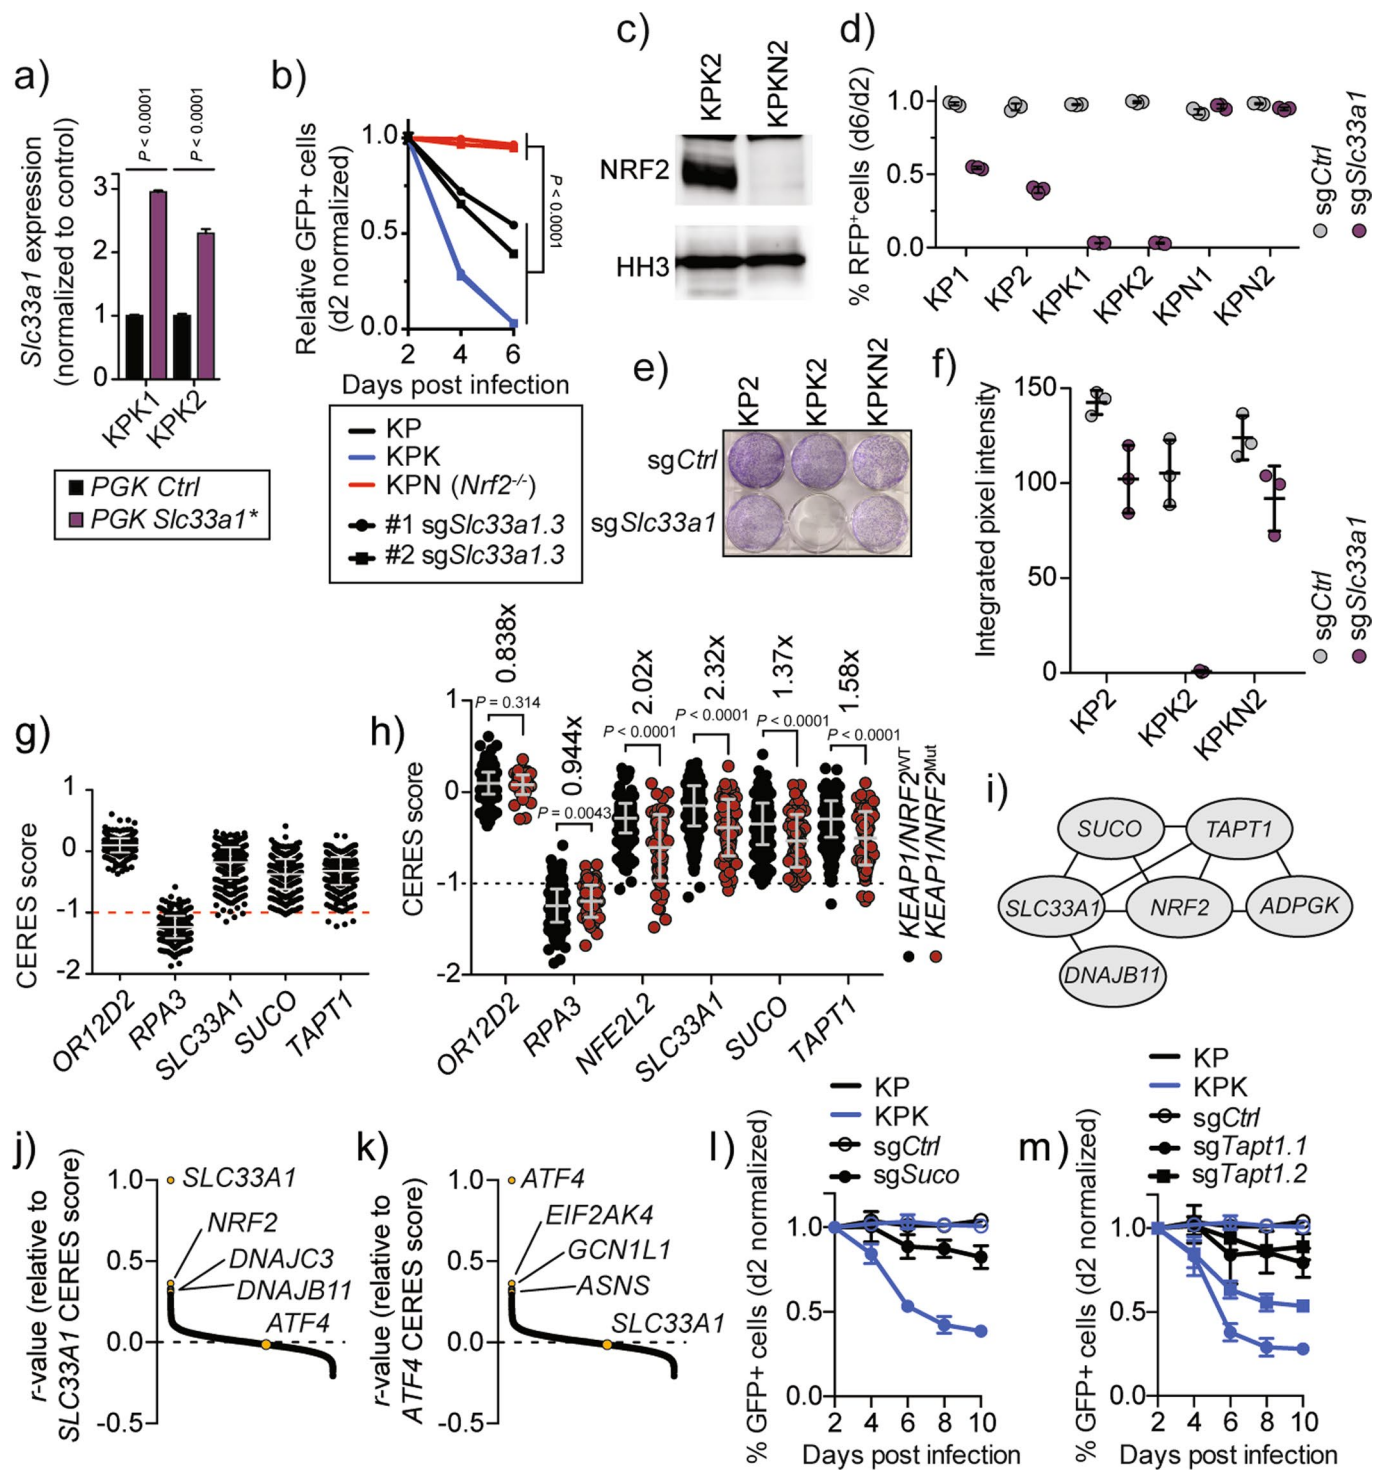 a)
Slc33a1 expression
(normalized to control)
P < 0.0001
P < 0.0001
3
2
1
0
KPK1
KPK2
PGK Ctrl
PGK Slc33a1*
b)
Relative GFP+ cells
(d2 normalized)
1.0
0.5
0.0
P < 0.0001
2
4
6
Days post infection
KP
KPK
KPN (Nrf2-/-)
#1 sgSlc33a1.3
#2 sgSlc33a1.3
c)
KPK2
KPKN2
NRF2
HH3
d)
% RFP+cells (d6/d2)
1.0
0.5
0.0
KP1
KP2
KPK1
KPK2
KPN1
KPN2
sgCtrl
sgSlc33a1
e)
KP2
KPK2
KPKN2
sgCtrl
sgSlc33a1
f)
Integrated pixel intensity
150
100
50
0
KP2
KPK2
KPKN2
sgCtrl
sgSlc33a1
g)
CERES score
1
0
-1
-2
OR12D2
RPA3
SLC33A1
SUCO
TAPT1
h)
CERES score
1
0
-1
-2
0.838x
P = 0.314
0.944x
P = 0.0043
2.02x
P < 0.0001
2.32x
P < 0.0001
1.37x
P < 0.0001
1.58x
P < 0.0001
OR12D2
RPA3
NFE2L2
SLC33A1
SUCO
TAPT1
KEAP1/NRF2WT
KEAP1/NRF2Mut
i)
SUCO
TAPT1
SLC33A1
NRF2
ADPGK
DNAJB11
j)
r-value (relative to
SLC33A1 CERES score)
1.0
0.5
0.0
-0.5
SLC33A1
NRF2
DNAJC3
DNAJB11
ATF4
k)
r-value (relative to
ATF4 CERES score)
1.0
0.5
0.0
-0.5
ATF4
EIF2AK4
GCN1L1
ASNS
SLC33A1
l)
KP
KPK
sgCtrl
sgSuco
% GFP+ cells (d2 normalized)
1.0
0.5
0.0
2
4
6
8
10
Days post infection
m)
KP
KPK
sgCtrl
sgTapt1.1
sgTapt1.2
% GFP+ cells (d2 normalized)
1.0
0.5
0.0
2
4
6
8
10
Days post infection